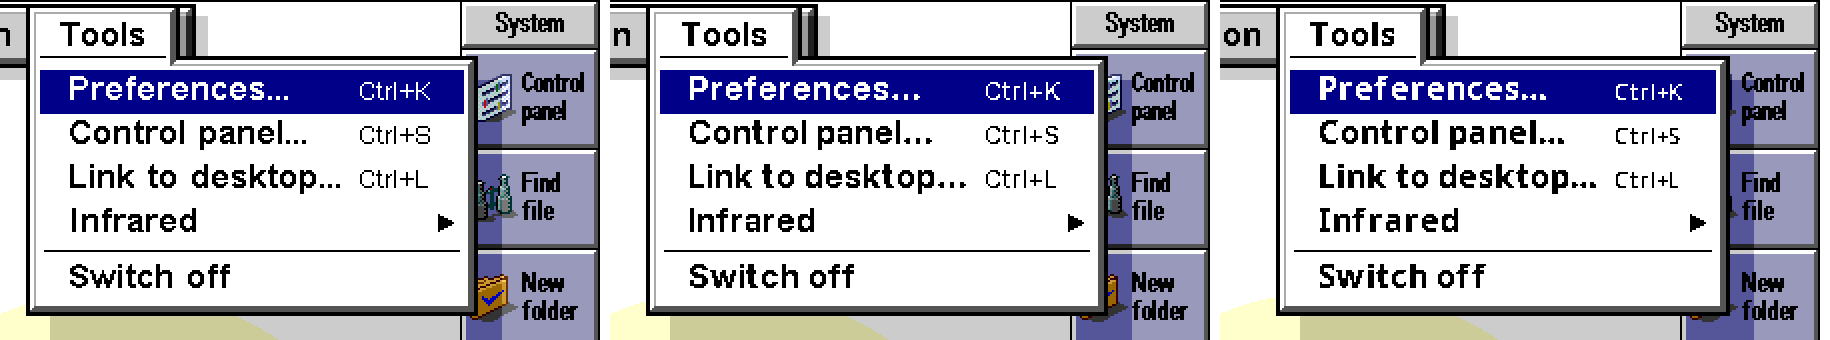 n Tools System
Preferences... Ctrl+K Control
panel
Control panel... Ctrl+S
Link to desktop... Ctrl+L Find
file
Infrared
Switch off New
folder
n Tools System
Preferences... Ctrl+K Control
panel
Control panel... Ctrl+S
Link to desktop... Ctrl+L Find
file
Infrared
Switch off New
folder
on Tools System
Preferences... Ctrl+K Control
panel
Control panel... Ctrl+S
Link to desktop... Ctrl+L Find
file
Infrared
Switch off New
folder